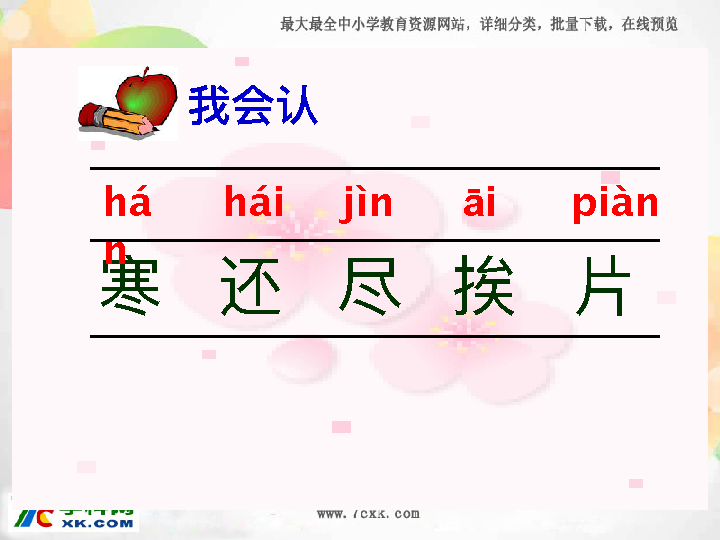 最大最全中小学教育资源网站，详细分类，批量下载，在线预览
我会认
há hái jìn āi piàn
n
寒 还 尽 挨 片
学科网
XK.COM
www.7cxk.com